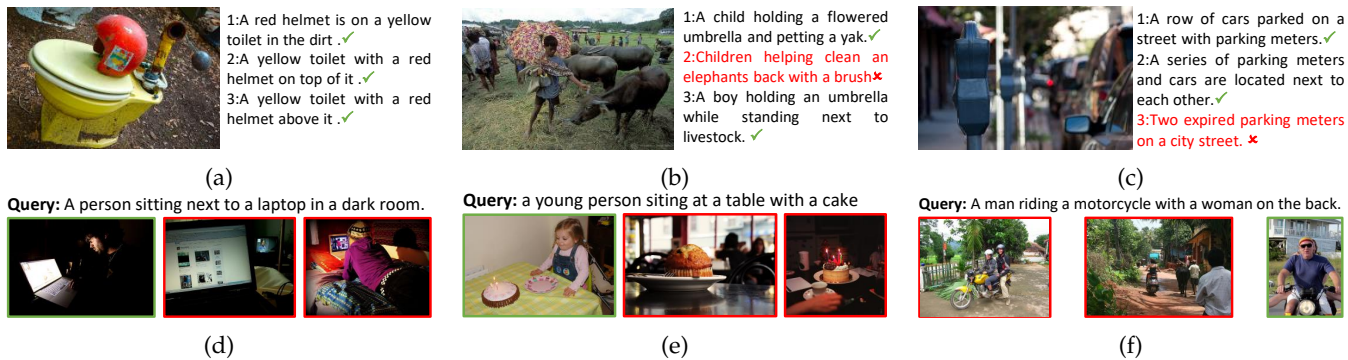 1:A red helmet is on a yellow
toilet in the dirt .✓
2:A yellow toilet with a red
helmet on top of it .✓
3:A yellow toilet with a red
helmet above it .✓
(a)
1:A child holding a flowered
umbrella and petting a yak.✓
2:Children helping clean an
elephants back with a brush✘
3:A boy holding an umbrella
while standing next to
livestock. ✓
(b)
1:A row of cars parked on a
street with parking meters.✓
2:A series of parking meters
and cars are located next to
each other.✓
3:Two expired parking meters
on a city street. ✘
(c)
Query: A person sitting next to a laptop in a dark room.
(d)
Query: a young person siting at a table with a cake
(e)
Query: A man riding a motorcycle with a woman on the back.
(f)